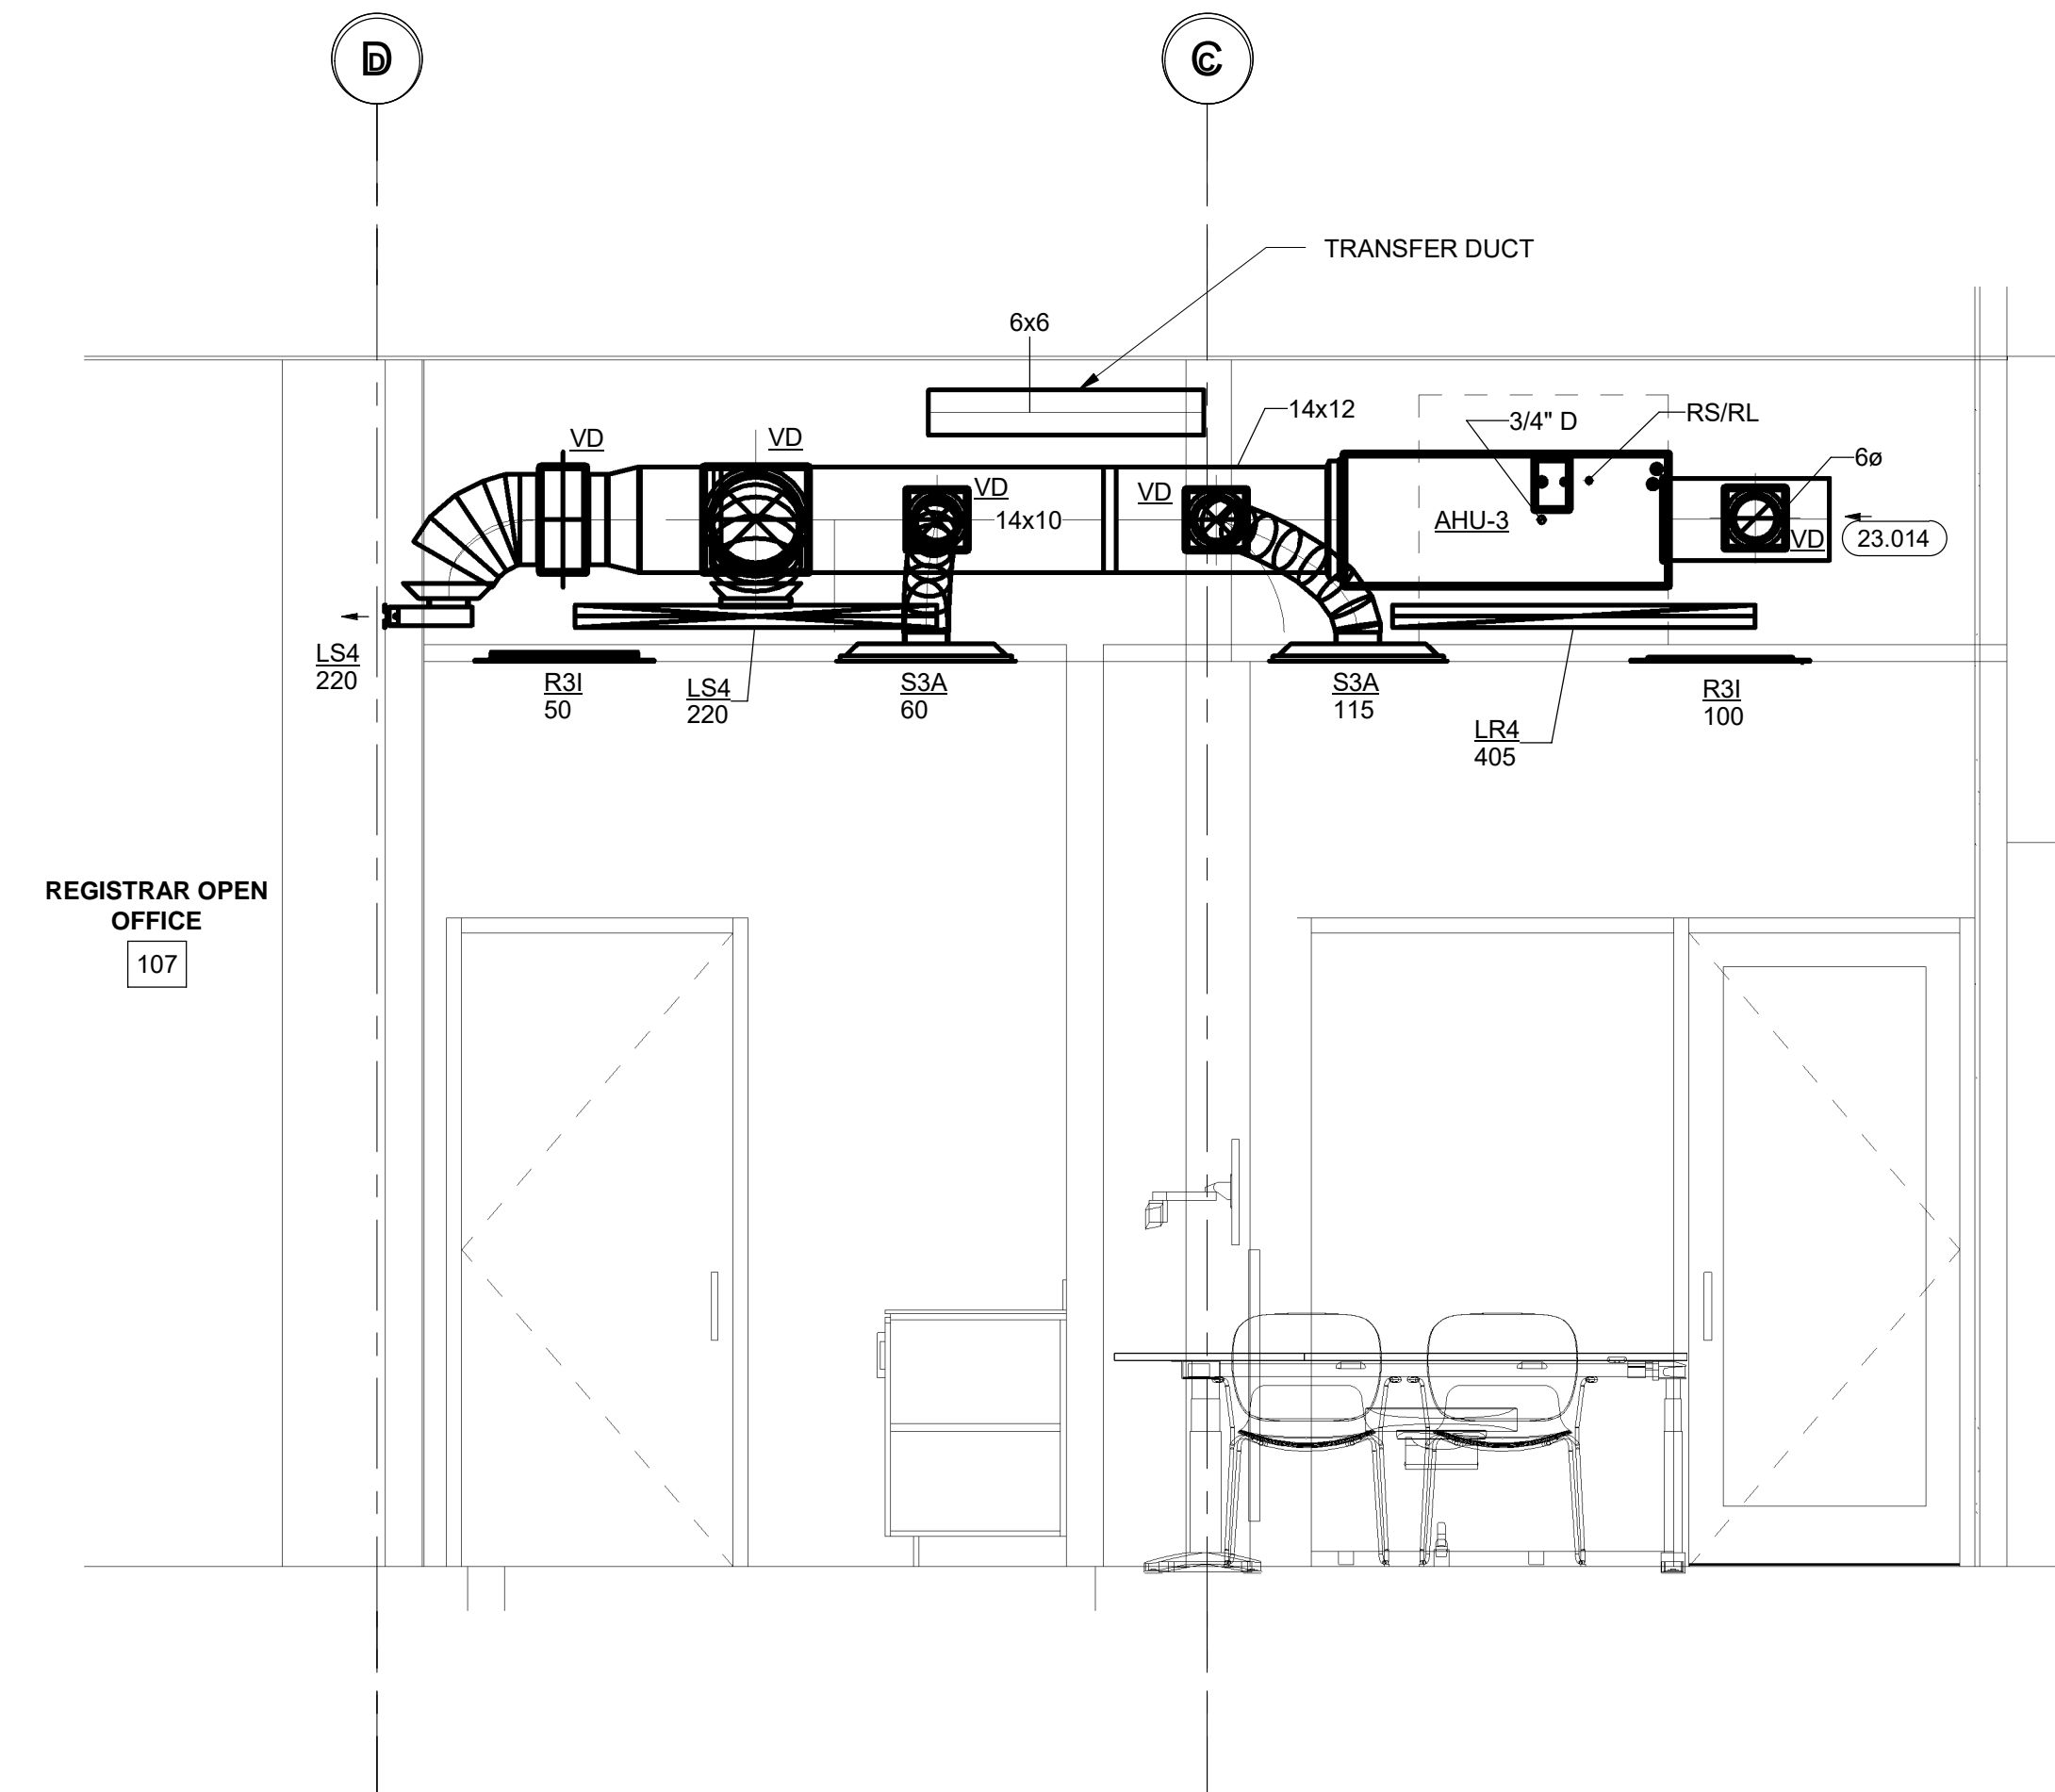 D
C
TRANSFER DUCT
6x6
14x12
3/4" D
RS/RL
VD
VD
VD
VD
14x10
6ø
AHU-3
VD
23.014
LS4
220
R3I
50
LS4
220
S3A
60
S3A
115
R3I
100
LR4
405
REGISTRAR OPEN
OFFICE
107